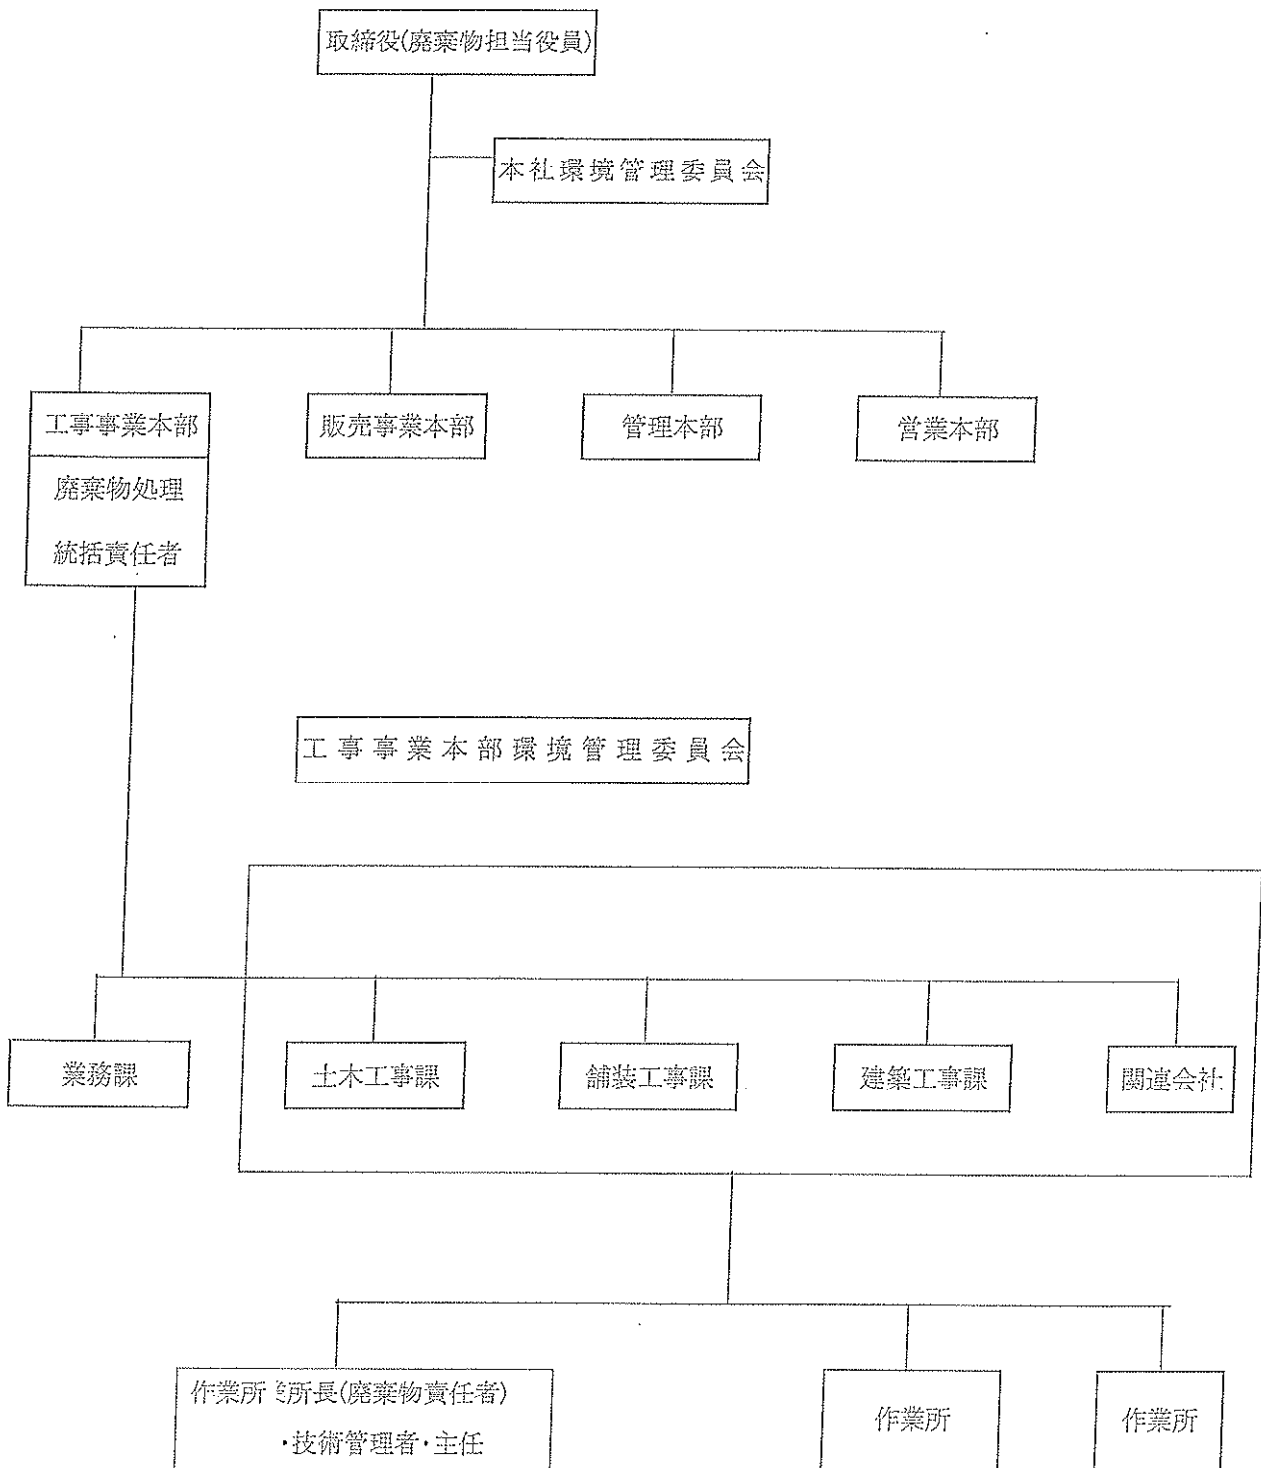 取締役(廃棄物担当役員)
本社環境管理委員会
工事事業本部
廃棄物処理
統括責任者
販売事業本部
管理本部
営業本部
工事事業本部環境管理委員会
業務課
土木工事課
舗装工事課
建築工事課
関連会社
作業所 所長(廃棄物責任者)
・技術管理者・主任
作業所
作業所